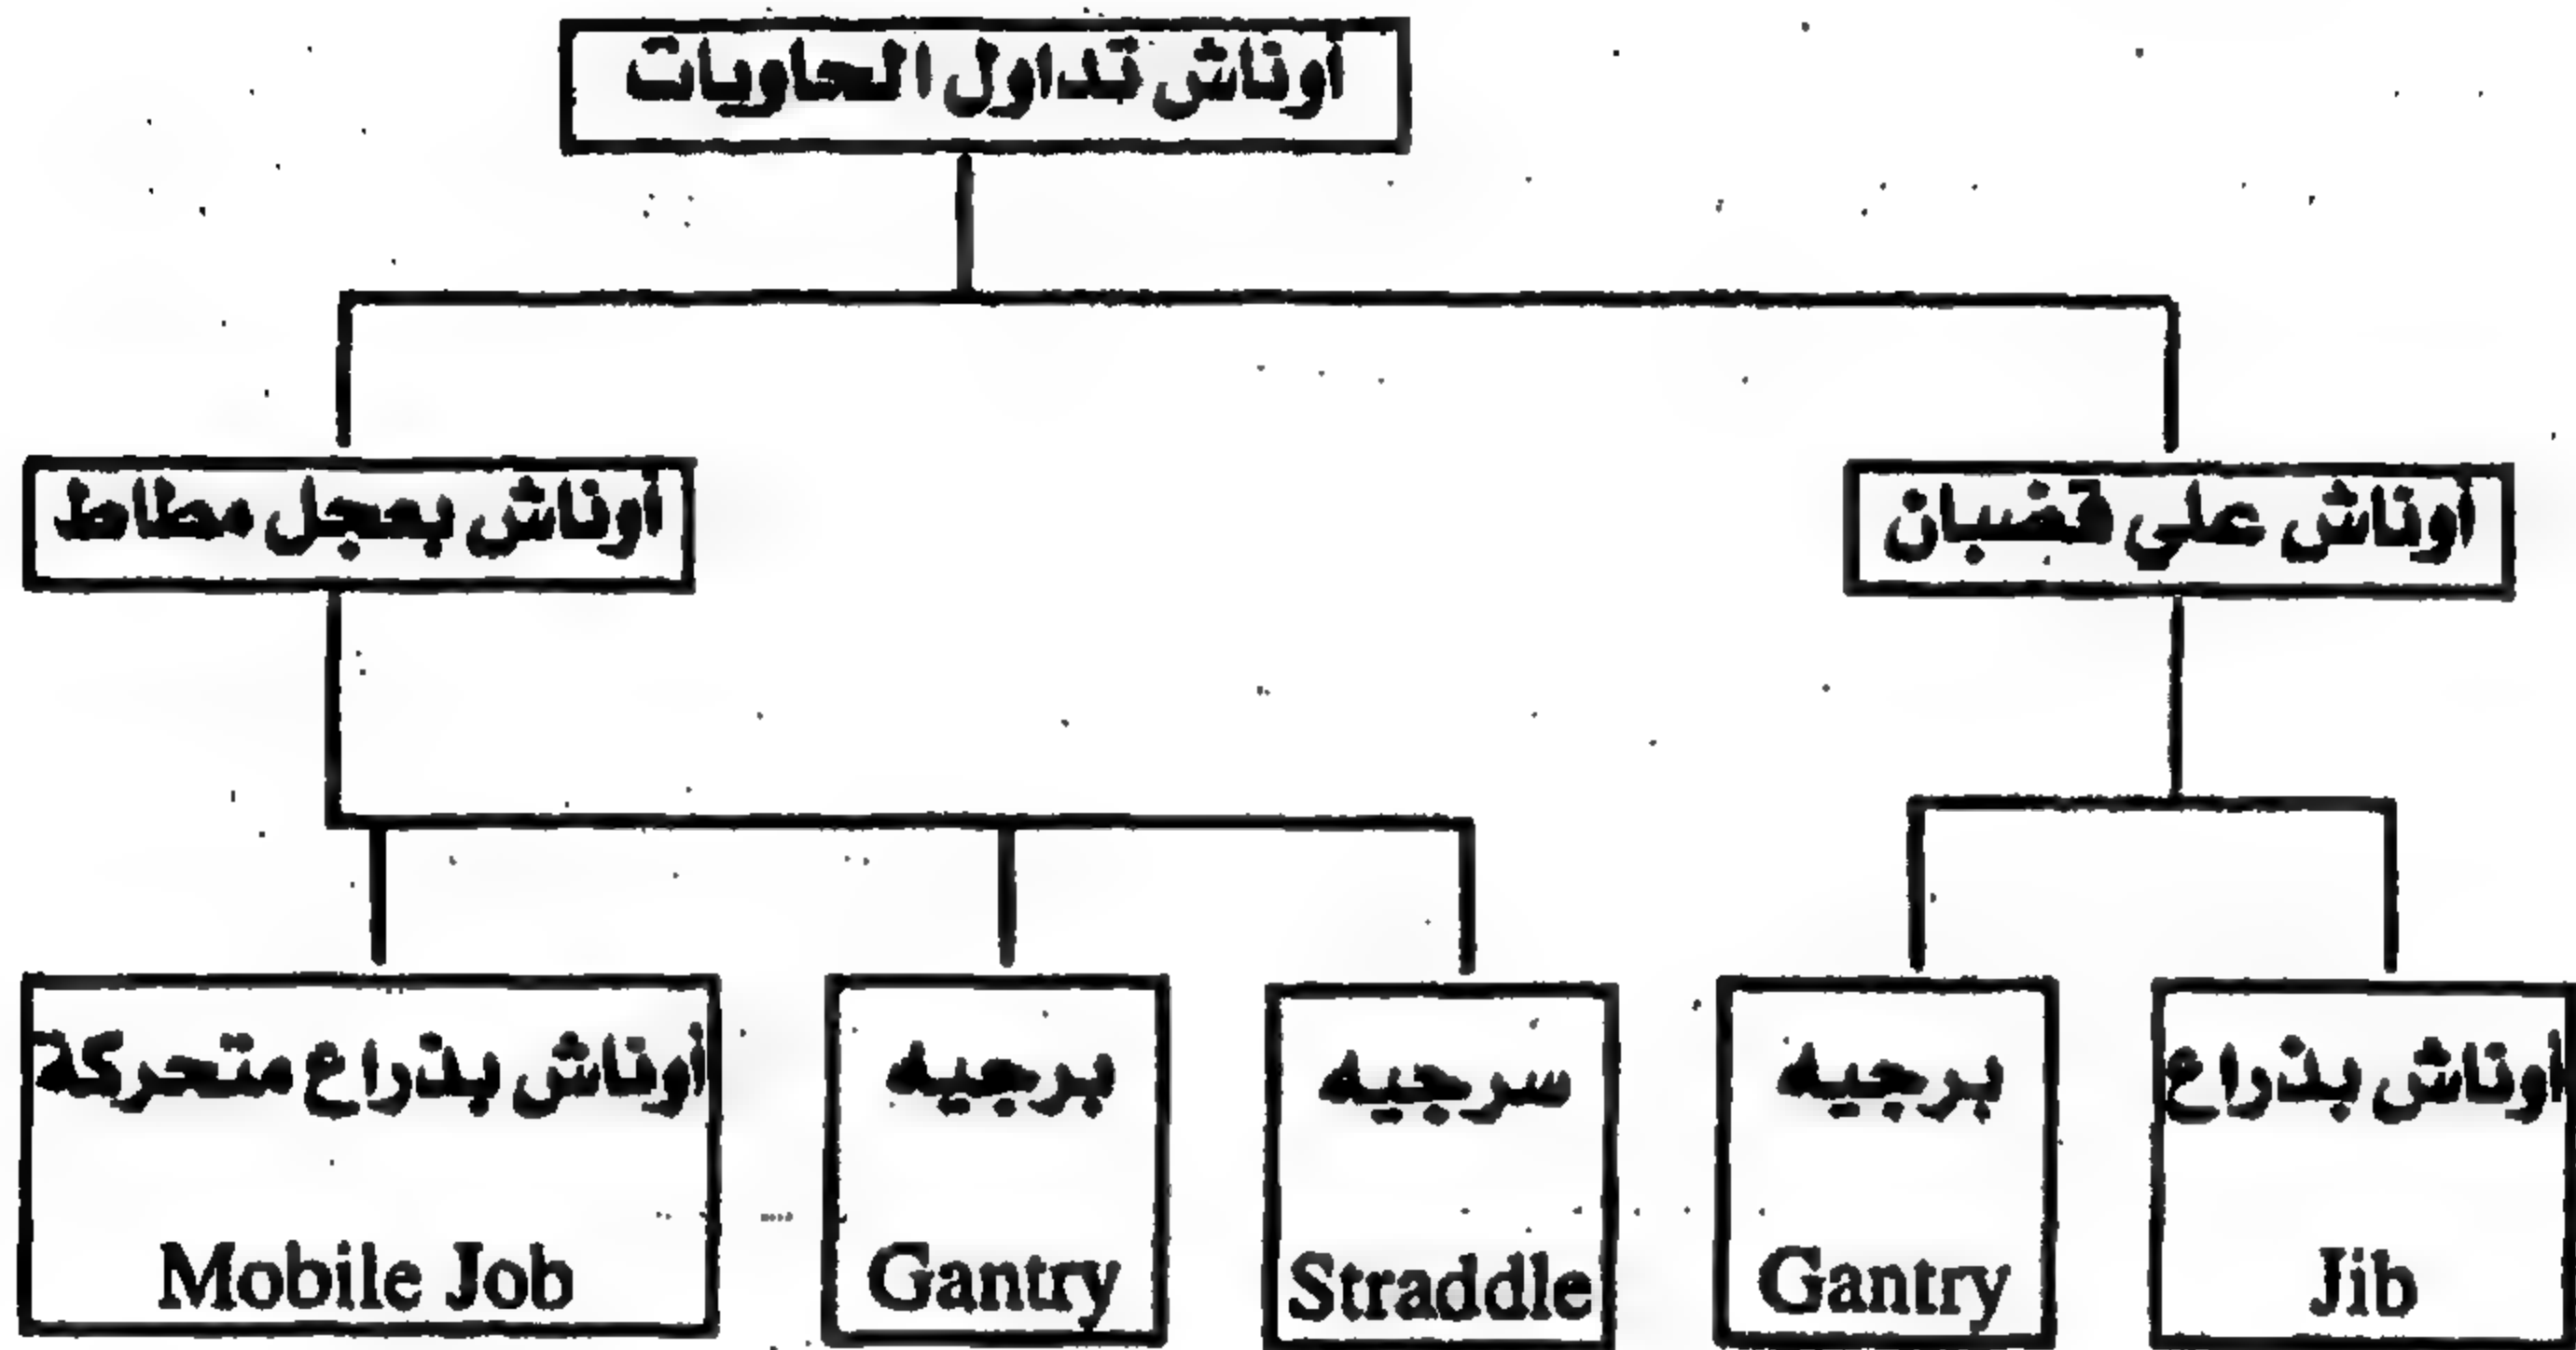 أوناش تداول الحاويات
أوناش علي قضبان
أوناش بعجل مطاط
أوناش بذراع
Jib
برجيه
Gantry
سرجيه
Straddle
برجيه
Gantry
أوناش بذراع متحركة
Mobile Job